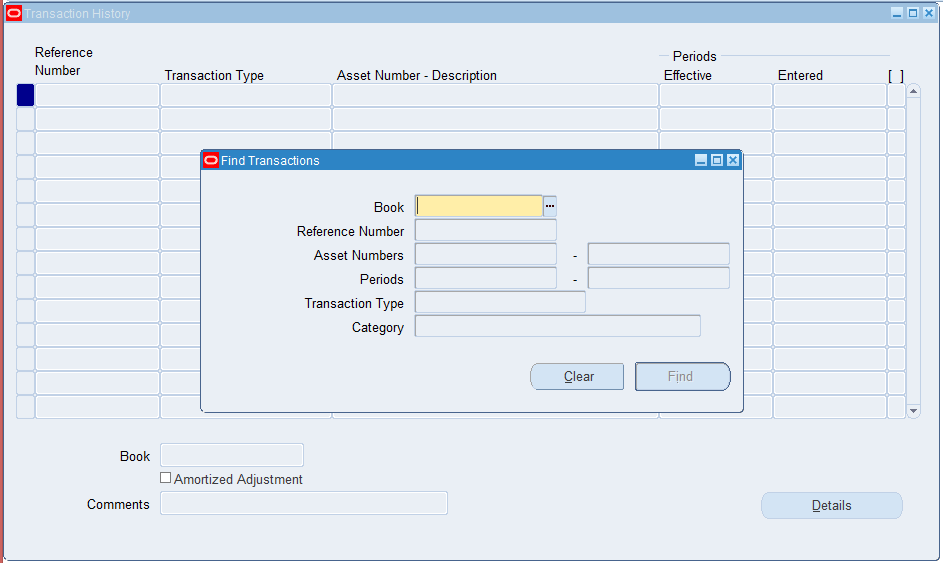 Transaction History
Reference
Number
Transaction Type
Asset Number - Description
Periods
Effective
Entered
[ ]
Find Transactions
Book
Reference Number
Asset Numbers -
Periods -
Transaction Type
Category
Clear
Find
Book
Amortized Adjustment
Comments
Details